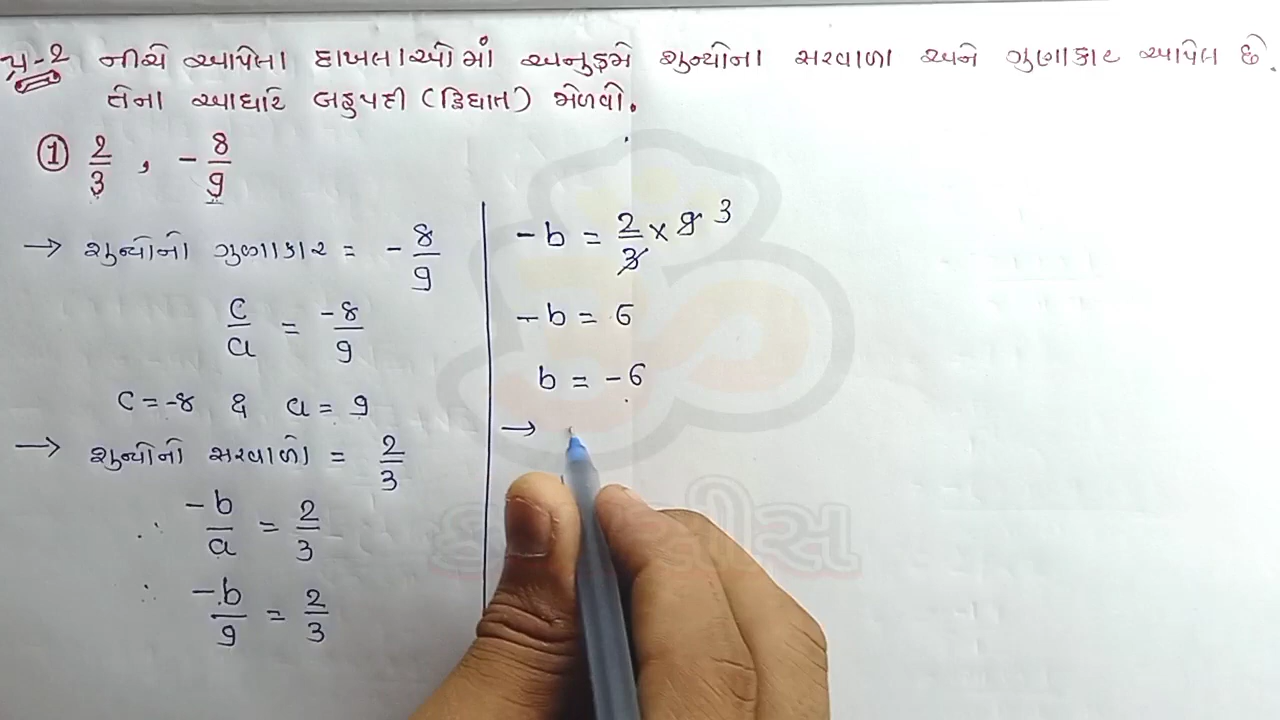 પ્ર-2 નીચે આપેલા દાખલાઓમાં અનુક્રમે શૂન્યોના સરવાળા અને ગુણાકાર આપેલ છે.
તેના આધારે બહુપદી (દ્વિઘાત) મેળવો.
① 2/3 , - 8/9
→ શૂન્યોનો ગુણાકાર = - 8/9
c/a = -8/9
c = -8 & a = 9
→ શૂન્યોનો સરવાળો = 2/3
∴ -b/a = 2/3
∴ -b/9 = 2/3
-b = 2/3 × 9 3
-b = 6
b = -6
→